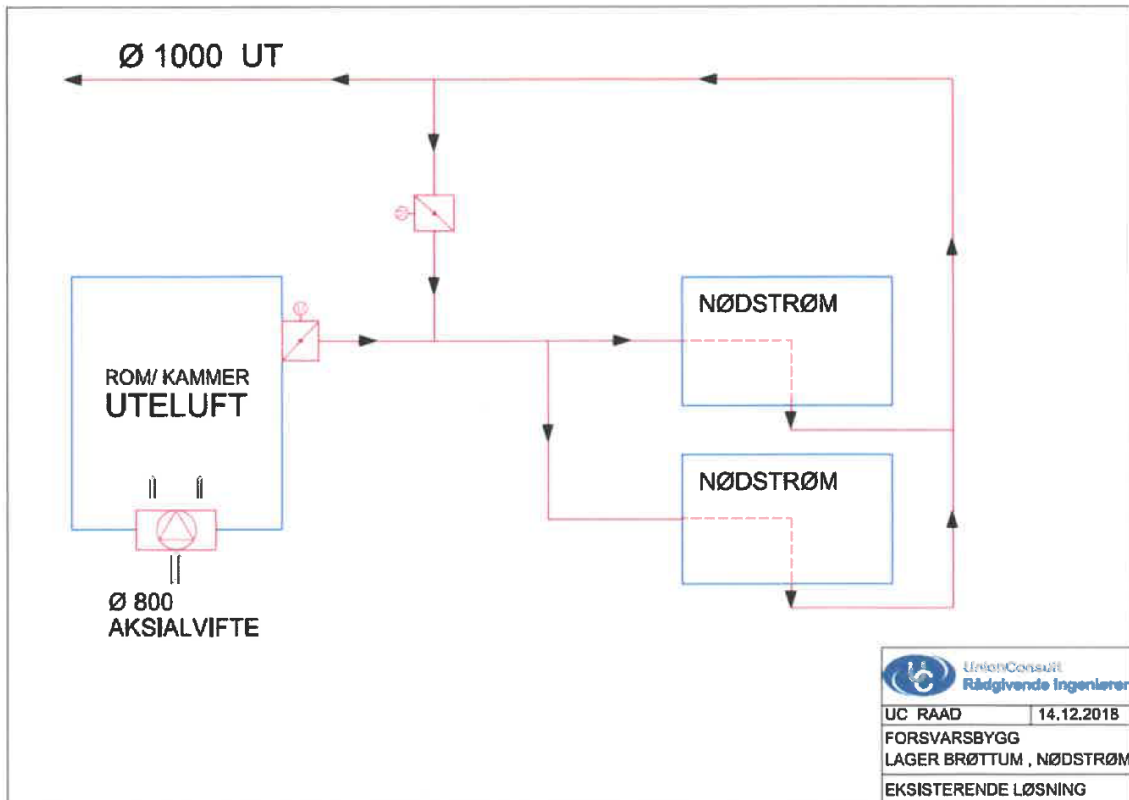 Ø 1000 UT
NØDSTRØM
ROM/ KAMMER
UTELUFT
NØDSTRØM
Ø 800
AKSIALVIFTE
UC
UnionConsult
Rådgivende Ingeniører
UC RAAD 14.12.2018
FORSVARSBYGG
LAGER BRØTTUM , NØDSTRØM
EKSISTERENDE LØSNING